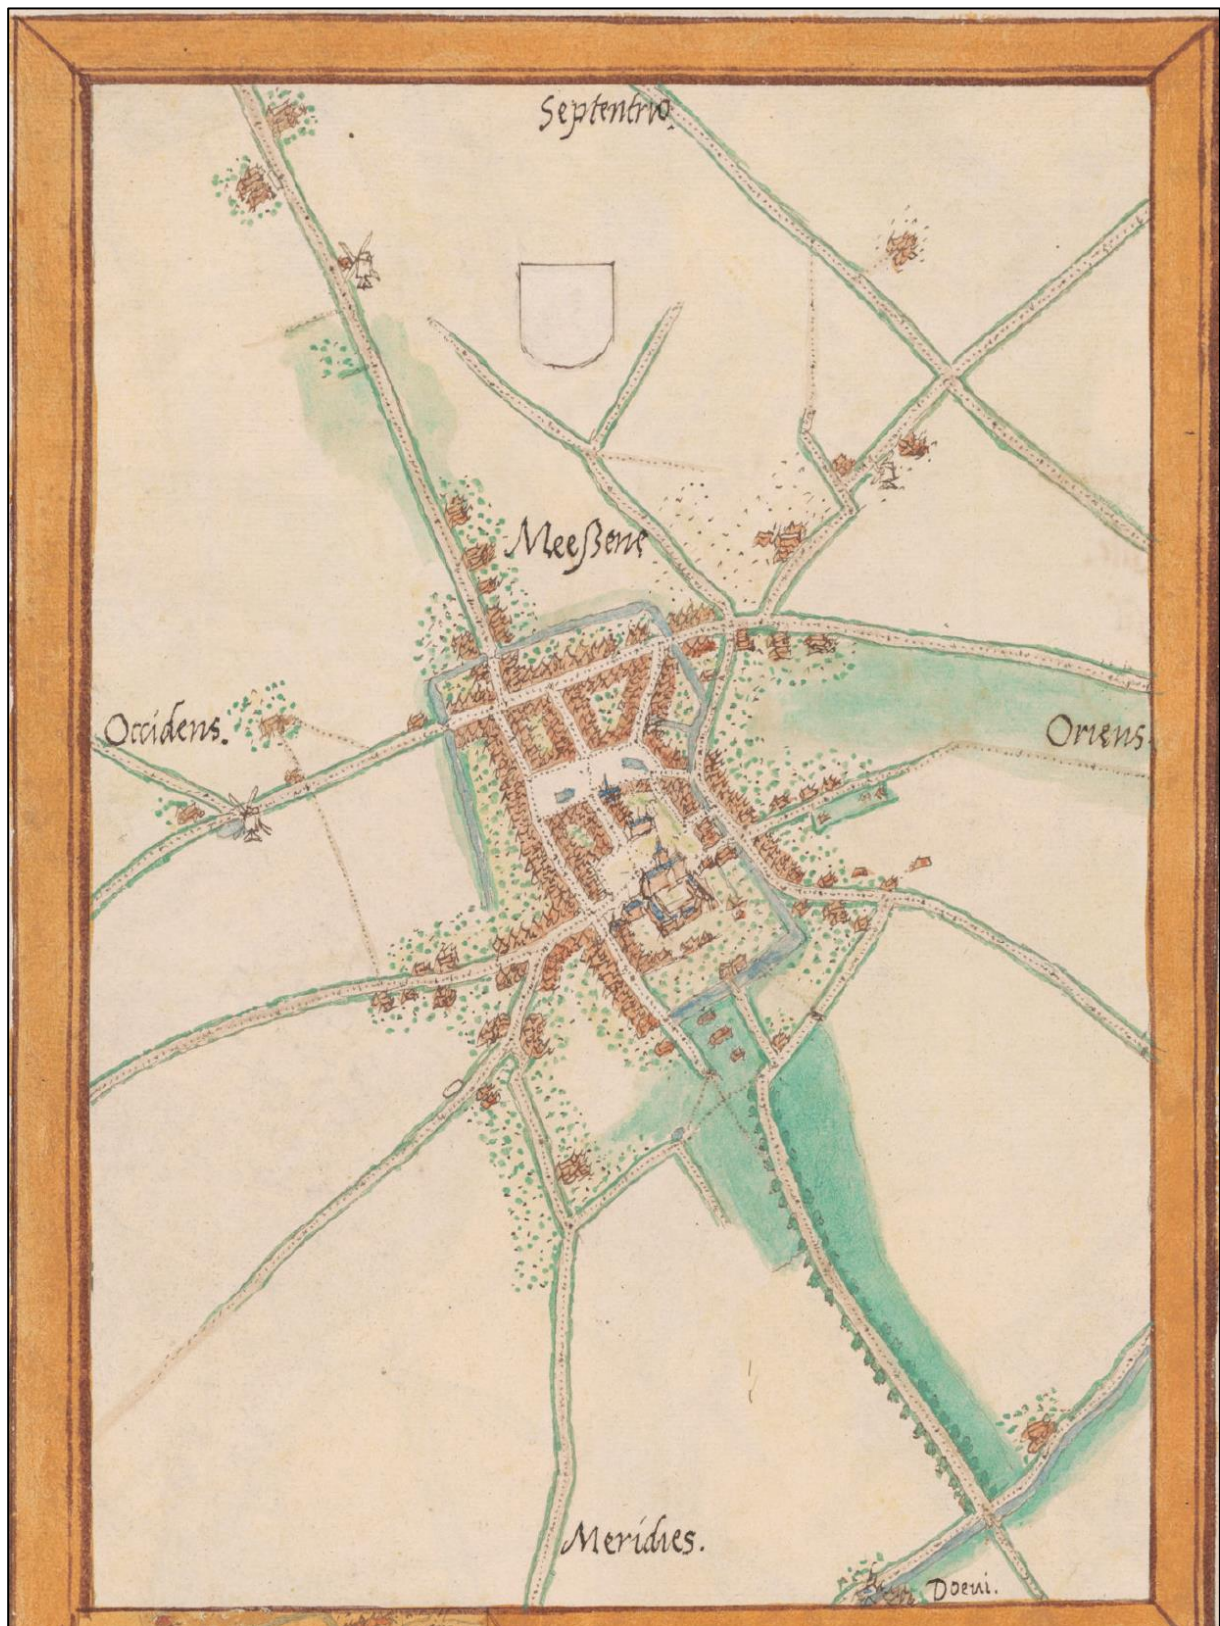 Septentrio.
Meeßene
Occidens.
Oriens.
Meridies.
Doeui.